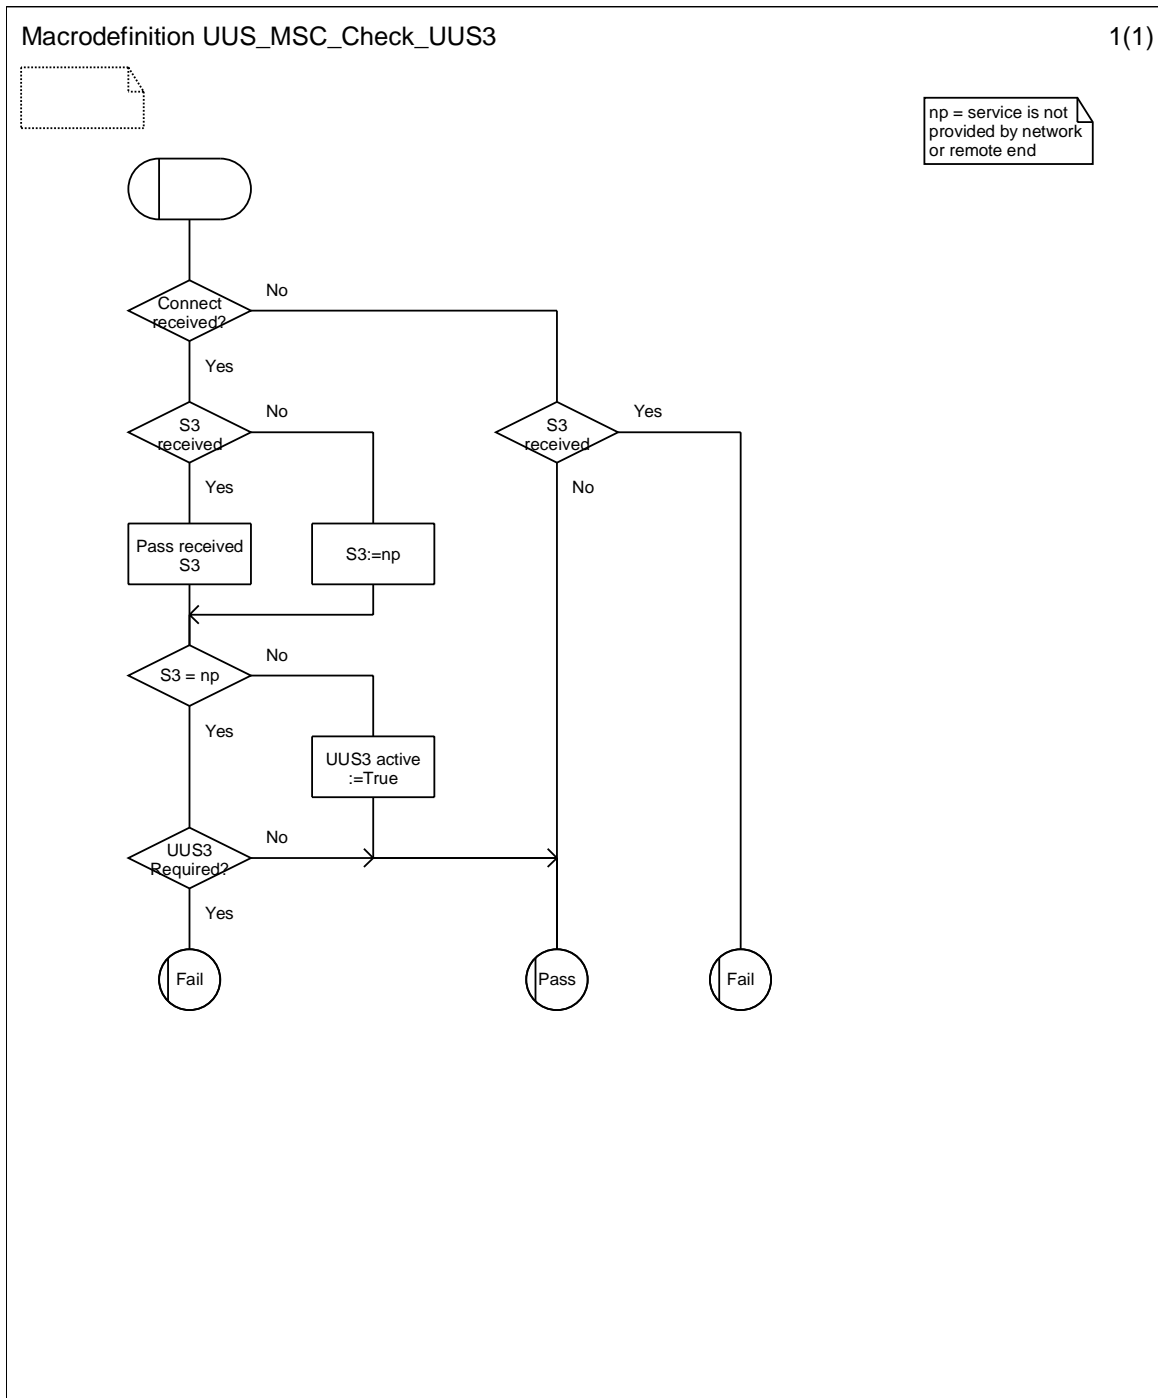 Macrodefinition UUS_MSC_Check_UUS3
1(1)
np = service is not
provided by network
or remote end
Connect
received?
No
Yes
S3
received
No
S3
received
Yes
Yes
No
Pass received
S3
S3:=np
S3 = np
No
Yes
UUS3 active
:=True
UUS3
Required?
No
Yes
Fail
Pass
Fail